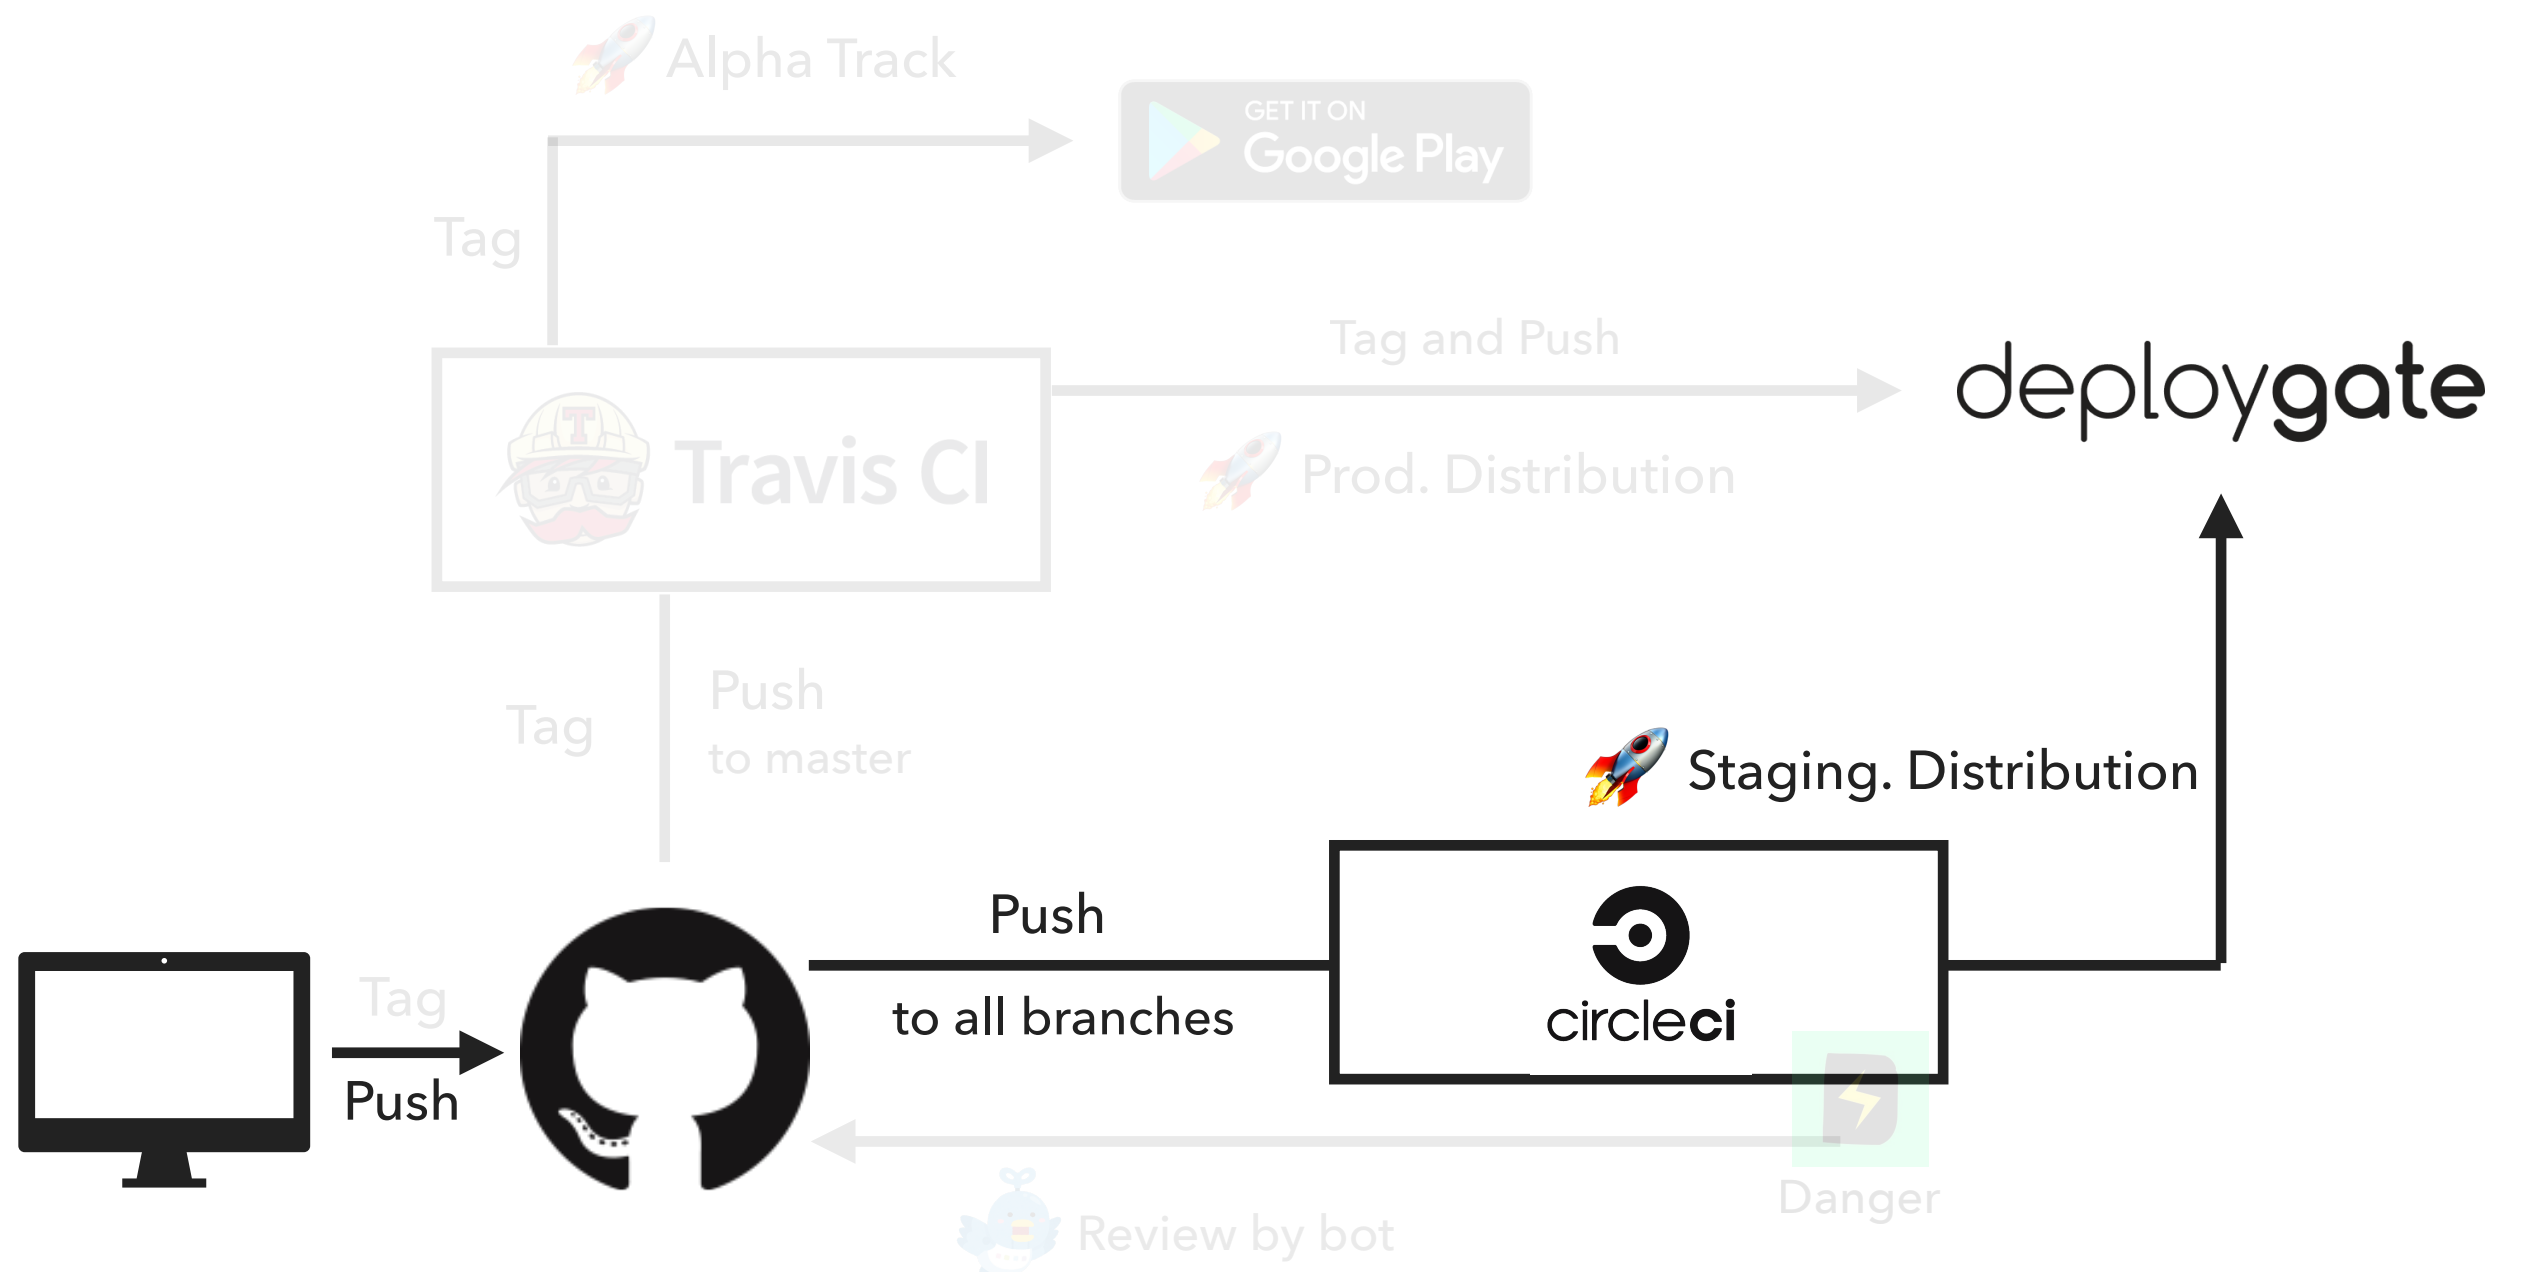 Alpha Track
GET IT ON
Google Play
Tag
Tag and Push
deploygate
T
Travis CI
Prod. Distribution
Push
to master
Tag
Staging. Distribution
Push
to all branches
circleci
Tag
Push
Danger
Review by bot